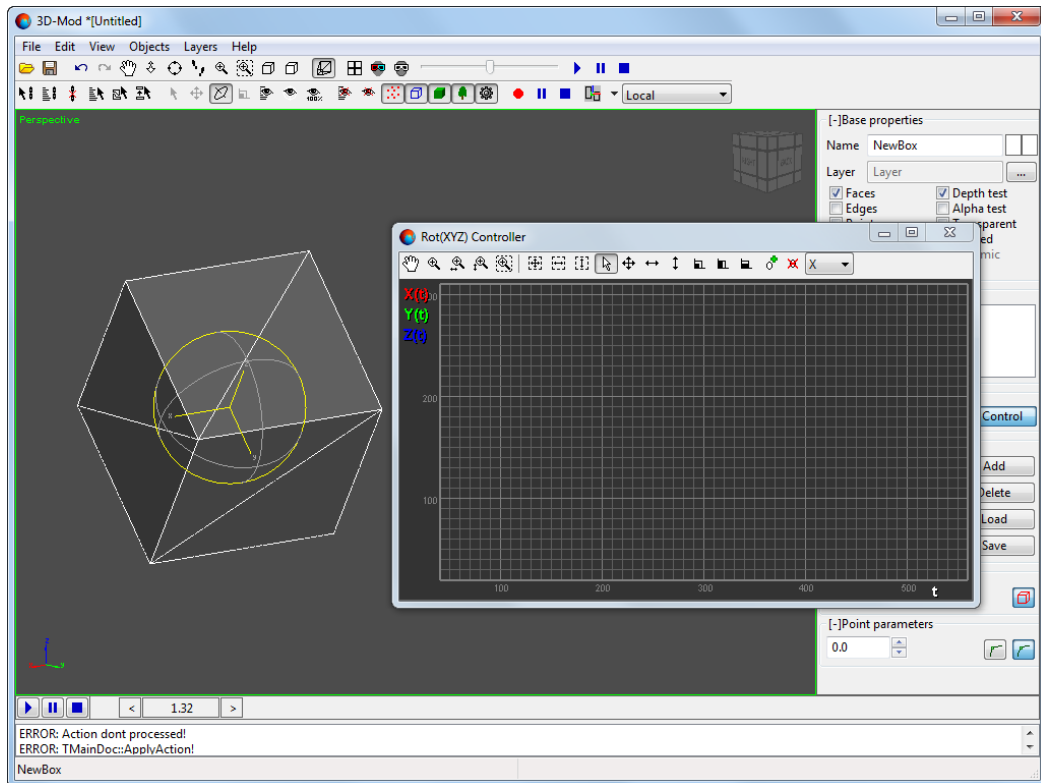 3D-Mod *[Untitled]
File Edit View Objects Layers Help
100%
Local
Perspective
[-]Base properties
Name NewBox
Layer Layer ...
Faces Depth test
Edges Alpha test
Rot(XYZ) Controller
X
X(t)
Y(t)
Z(t)
200
100
100 200 300 400 500 t
Control
Add
Delete
Load
Save
[-]Point parameters
0.0
x
y
z
y
< 1.32 >
ERROR: Action dont processed!
ERROR: TMainDoc::ApplyAction!
NewBox